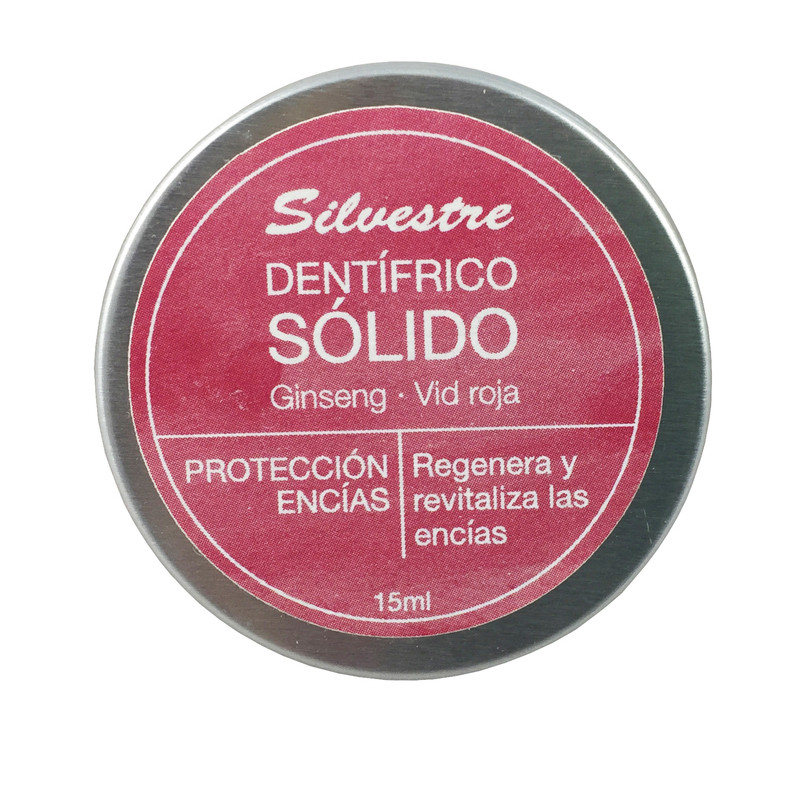 Silvestre
DENTÍFRICO
SÓLIDO
Ginseng · Vid roja
PROTECCIÓN
ENCÍAS
Regenera y
revitaliza las
encías
15ml